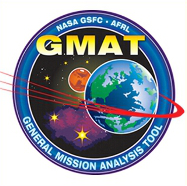 NASA GSFC • AFRL
GMAT
GENERAL MISSION ANALYSIS TOOL